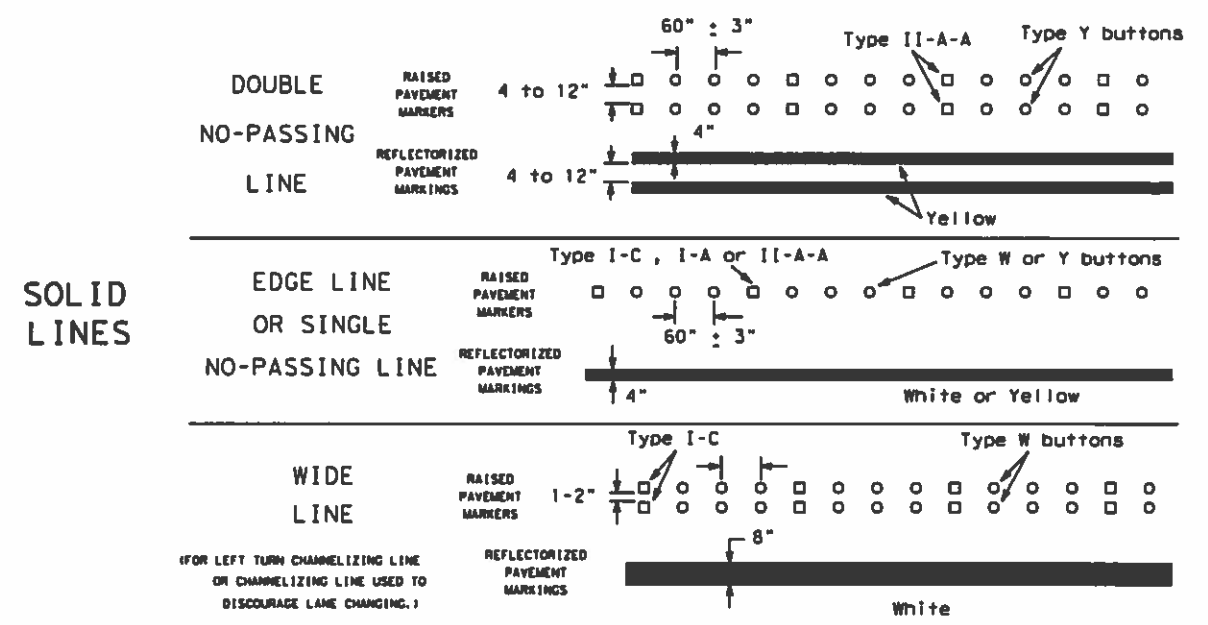 SOLID
LINES
DOUBLE
NO-PASSING
LINE
RAISED
PAVEMENT
MARKERS
4 to 12"
60" ± 3"
Type II-A-A
Type Y buttons
REFLECTORIZED
PAVEMENT
MARKINGS
4 to 12"
4"
Yellow
EDGE LINE
OR SINGLE
NO-PASSING LINE
RAISED
PAVEMENT
MARKERS
Type I-C , I-A or II-A-A
Type W or Y buttons
60" ± 3"
REFLECTORIZED
PAVEMENT
MARKINGS
4"
White or Yellow
WIDE
LINE
(FOR LEFT TURN CHANNELIZING LINE
OR CHANNELIZING LINE USED TO
DISCOURAGE LANE CHANGING.)
RAISED
PAVEMENT
MARKERS
1-2"
Type I-C
Type W buttons
REFLECTORIZED
PAVEMENT
MARKINGS
8"
White